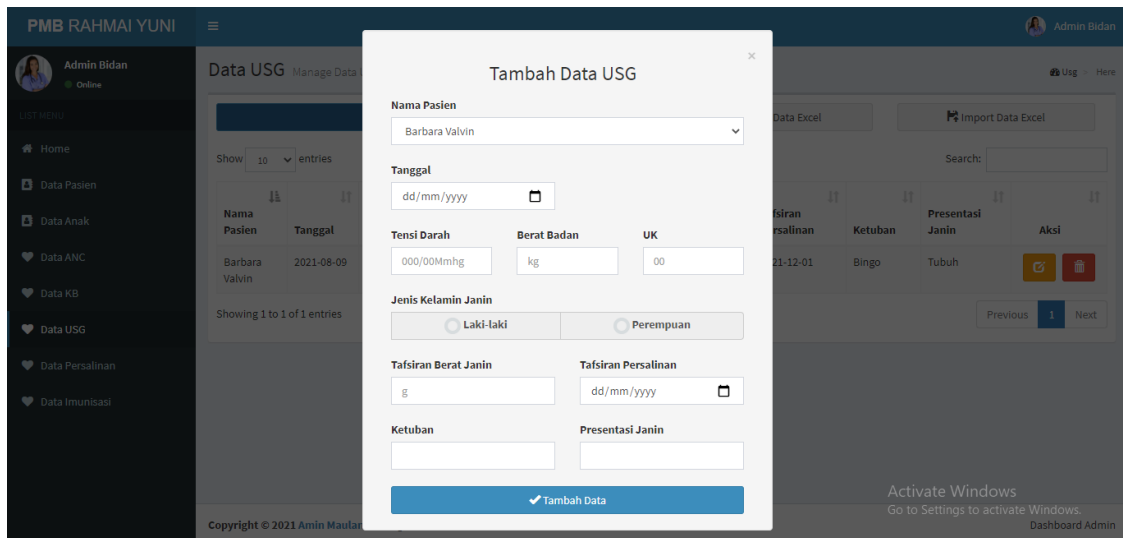 PMB RAHMAI YUNI
Admin Bidan
Admin Bidan
Online
LIST MENU
Home
Data Pasien
Data Anak
Data ANC
Data KB
Data USG
Data Persalinan
Data Imunisasi
Data USG Manage Data
Usg > Here
Data Excel
Import Data Excel
Show 10 entries
Search:
Nama Pasien
Tanggal
fsiran
rsalinan
Ketuban
Presentasi
Janin
Aksi
Barbara
Valvin
2021-08-09
21-12-01
Bingo
Tubuh
Showing 1 to 1 of 1 entries
Previous 1 Next
×
Tambah Data USG
Nama Pasien
Barbara Valvin
Tanggal
dd/mm/yyyy
Tensi Darah Berat Badan UK
000/00Mmhg kg 00
Jenis Kelamin Janin
Laki-laki Perempuan
Tafsiran Berat Janin Tafsiran Persalinan
g dd/mm/yyyy
Ketuban Presentasi Janin
Tambah Data
Activate Windows
Go to Settings to activate Windows.
Copyright © 2021 Amin Maular
Dashboard Admin